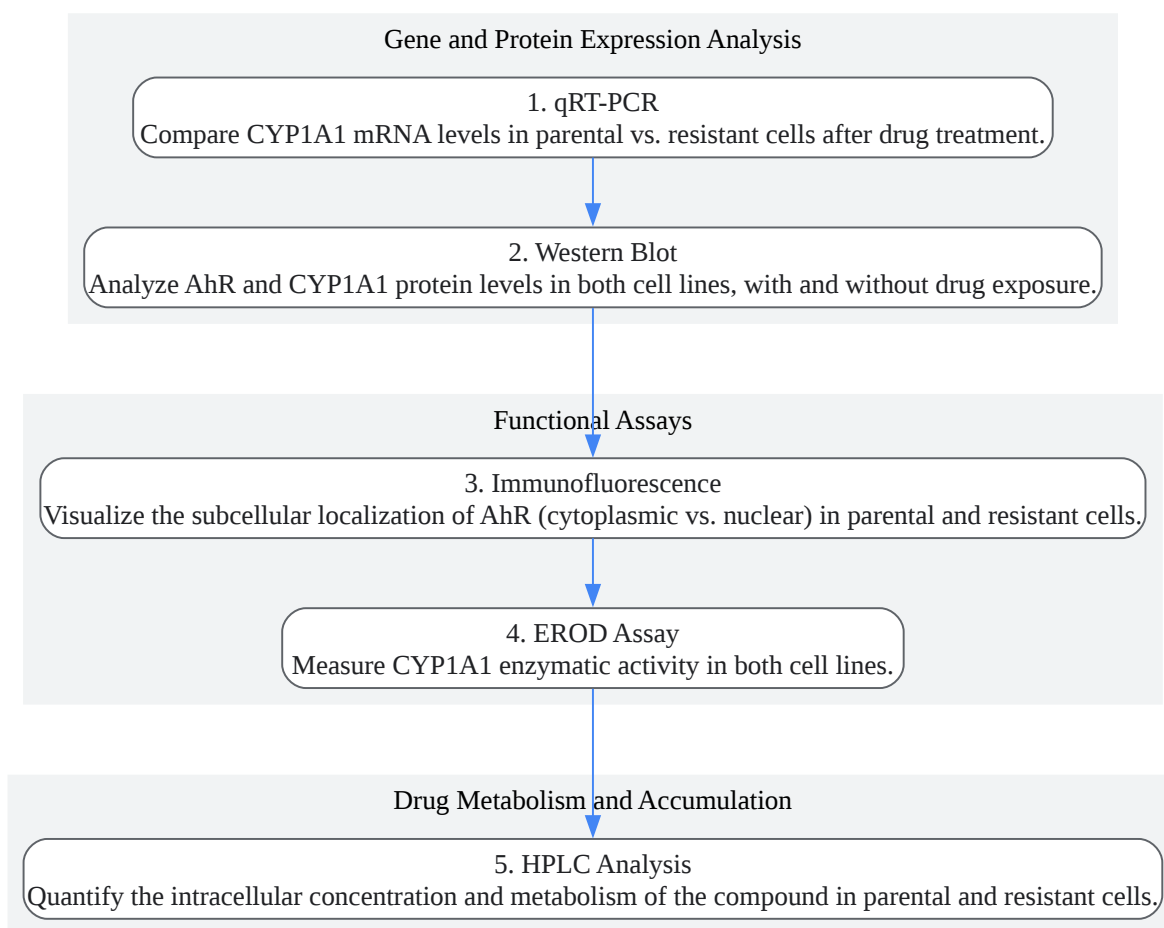 Gene and Protein Expression Analysis
1. qRT-PCR
Compare CYP1A1 mRNA levels in parental vs. resistant cells after drug treatment.
2. Western Blot
Analyze AhR and CYP1A1 protein levels in both cell lines, with and without drug exposure.
Functional Assays
3. Immunofluorescence
Visualize the subcellular localization of AhR (cytoplasmic vs. nuclear) in parental and resistant cells.
4. EROD Assay
Measure CYP1A1 enzymatic activity in both cell lines.
Drug Metabolism and Accumulation
5. HPLC Analysis
Quantify the intracellular concentration and metabolism of the compound in parental and resistant cells.